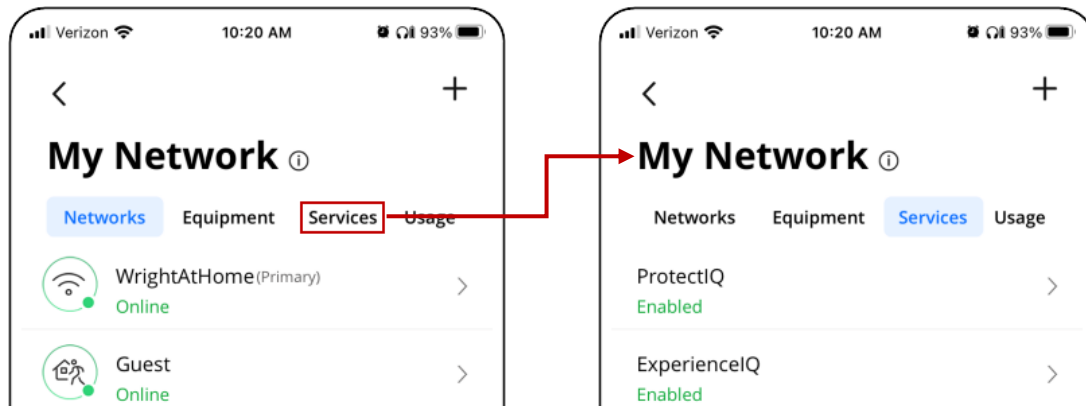 Verizon 10:20 AM 93%
My Network
Networks Equipment Services Usage
WrightAtHome (Primary)
Online
Guest
Online
Verizon 10:20 AM 93%
My Network
Networks Equipment Services Usage
ProtectIQ
Enabled
ExperienceIQ
Enabled